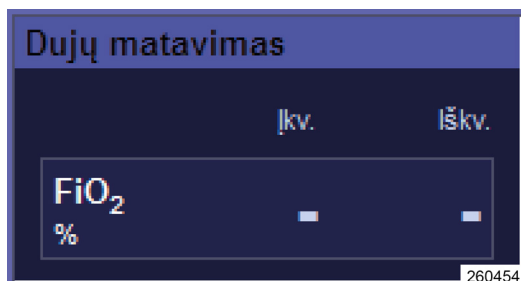 Dujų matavimas
Įkv. Iškv.
FiO₂ - -
%
260454